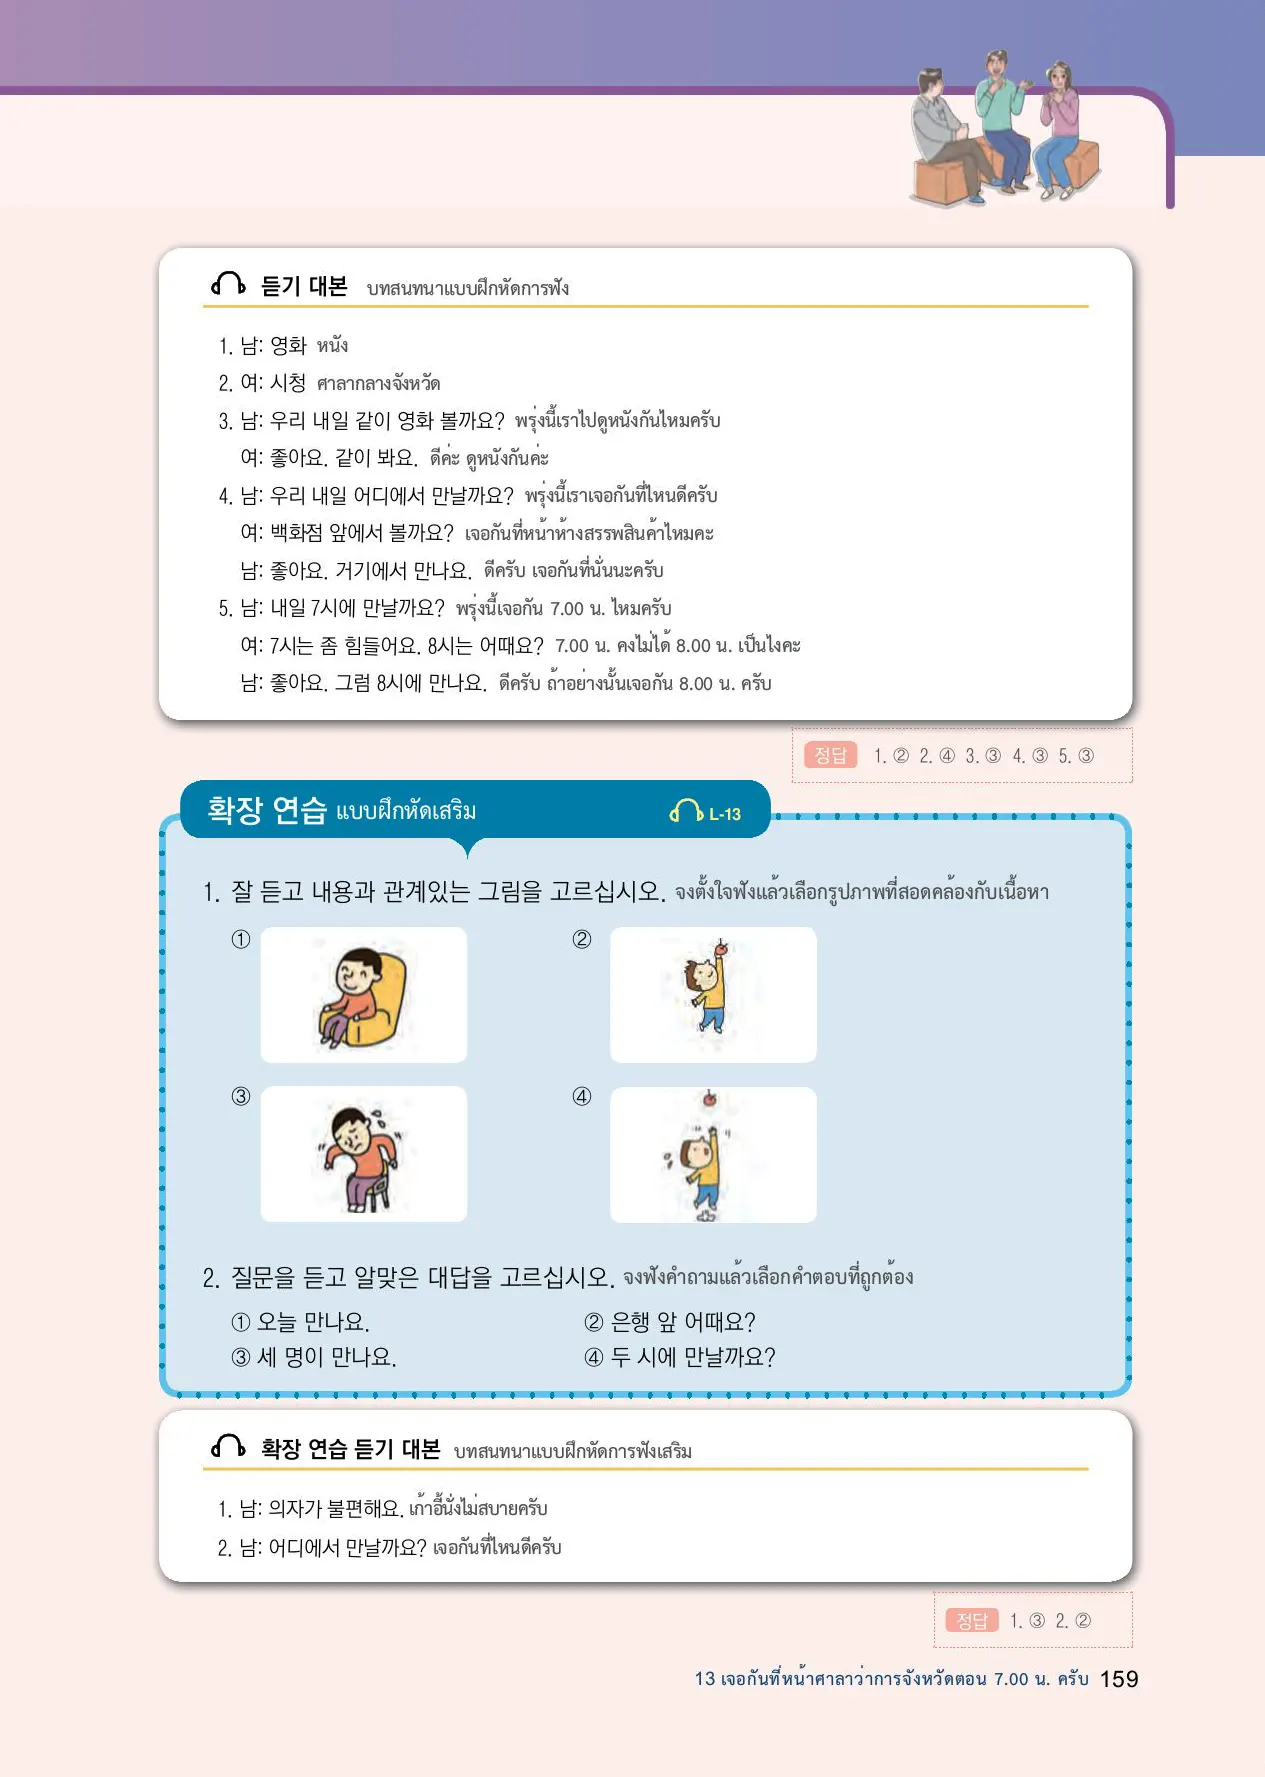 듣기 대본 บทสนทนาแบบฝึกหัดการฟัง
1. 남: 영화 หนัง
2. 여: 시청 ศาลากลางจังหวัด
3. 남: 우리 내일 같이 영화 볼까요? พรุ่งนี้เราไปดูหนังกันไหมครับ
여: 좋아요. 같이 봐요. ดีค่ะ ดูหนังกันค่ะ
4. 남: 우리 내일 어디에서 만날까요? พรุ่งนี้เราเจอกันที่ไหนดีครับ
여: 백화점 앞에서 볼까요? เจอกันที่หน้าห้างสรรพสินค้าไหมคะ
남: 좋아요. 거기에서 만나요. ดีครับ เจอกันที่นั่นนะครับ
5. 남: 내일 7시에 만날까요? พรุ่งนี้เจอกัน 7.00 น. ไหมครับ
여: 7시는 좀 힘들어요. 8시는 어때요? 7.00 น. คงไม่ได้ 8.00 น. เป็นไงคะ
남: 좋아요. 그럼 8시에 만나요. ดีครับ ถ้าอย่างนั้นเจอกัน 8.00 น. ครับ
정답 1. ② 2. ④ 3. ③ 4. ③ 5. ③
확장 연습 แบบฝึกหัดเสริม L-13
1. 잘 듣고 내용과 관계있는 그림을 고르십시오. จงตั้งใจฟังแล้วเลือกรูปภาพที่สอดคล้องกับเนื้อหา
① ②
③ ④
2. 질문을 듣고 알맞은 대답을 고르십시오. จงฟังคำถามแล้วเลือกคำตอบที่ถูกต้อง
① 오늘 만나요. ② 은행 앞 어때요?
③ 세 명이 만나요. ④ 두 시에 만날까요?
확장 연습 듣기 대본 บทสนทนาแบบฝึกหัดการฟังเสริม
1. 남: 의자가 불편해요. เก้าอี้นั่งไม่สบายครับ
2. 남: 어디에서 만날까요? เจอกันที่ไหนดีครับ
정답 1. ③ 2. ②
13 เจอกันที่หน้าศาลาว่าการจังหวัดตอน 7.00 น. ครับ 159